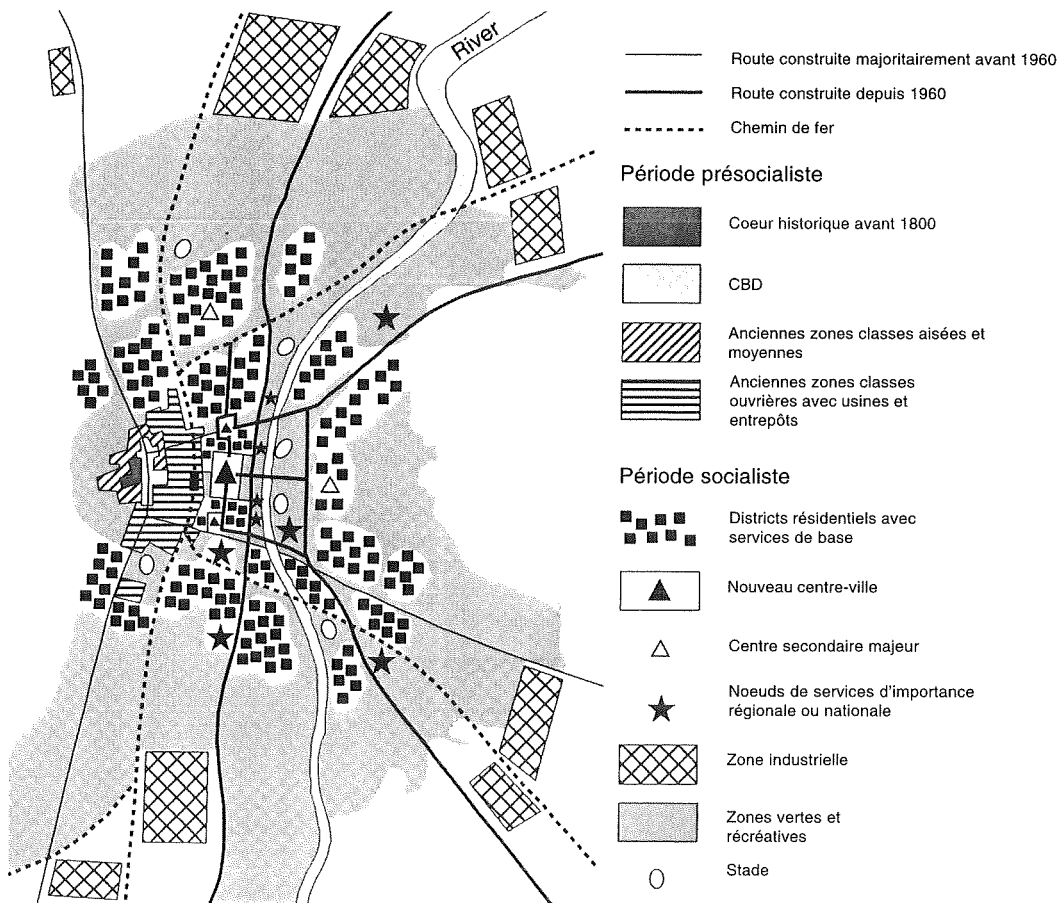 River
Route construite majoritairement avant 1960
Route construite depuis 1960
Chemin de fer
Période présocialiste
Coeur historique avant 1800
CBD
Anciennes zones classes aisées et
moyennes
Anciennes zones classes
ouvrières avec usines et
entrepôts
Période socialiste
Districts résidentiels avec
services de base
Nouveau centre-ville
Centre secondaire majeur
Noeuds de services d'importance
régionale ou nationale
Zone industrielle
Zones vertes et
récréatives
Stade